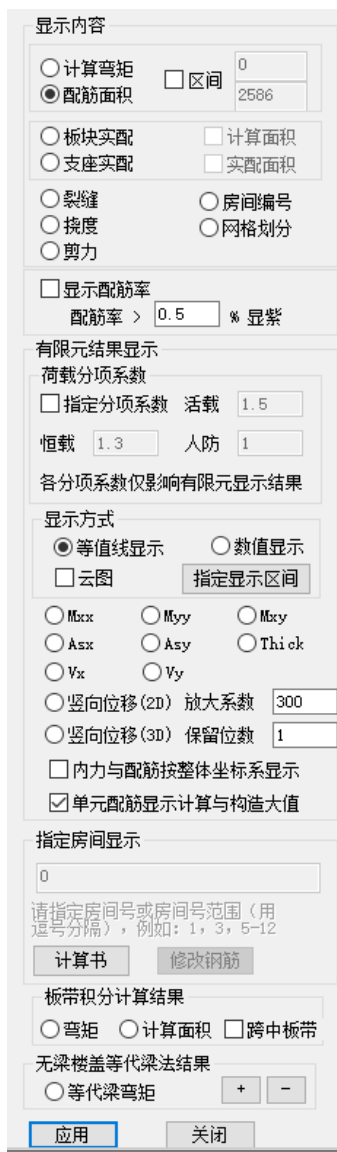 显示内容
计算弯矩 区间 0
配筋面积 2586
板块实配 计算面积
支座实配 实配面积
裂缝 房间编号
挠度 网格划分
剪力
显示配筋率
配筋率 > 0.5 % 显紫
有限元结果显示
荷载分项系数
指定分项系数 活载 1.5
恒载 1.3 人防 1
各分项系数仅影响有限元显示结果
显示方式
等值线显示 数值显示
云图 指定显示区间
Mxx Myy Mxy
Asx Asy Thick
Vx Vy
竖向位移(2D) 放大系数 300
竖向位移(3D) 保留位数 1
内力与配筋按整体坐标系显示
单元配筋显示计算与构造大值
指定房间显示
0
请指定房间号或房间号范围（用
逗号分隔），例如：1，3，5-12
计算书 修改钢筋
板带积分计算结果
弯矩 计算面积 跨中板带
无梁楼盖等代梁法结果
等代梁弯矩 + -
应用 关闭